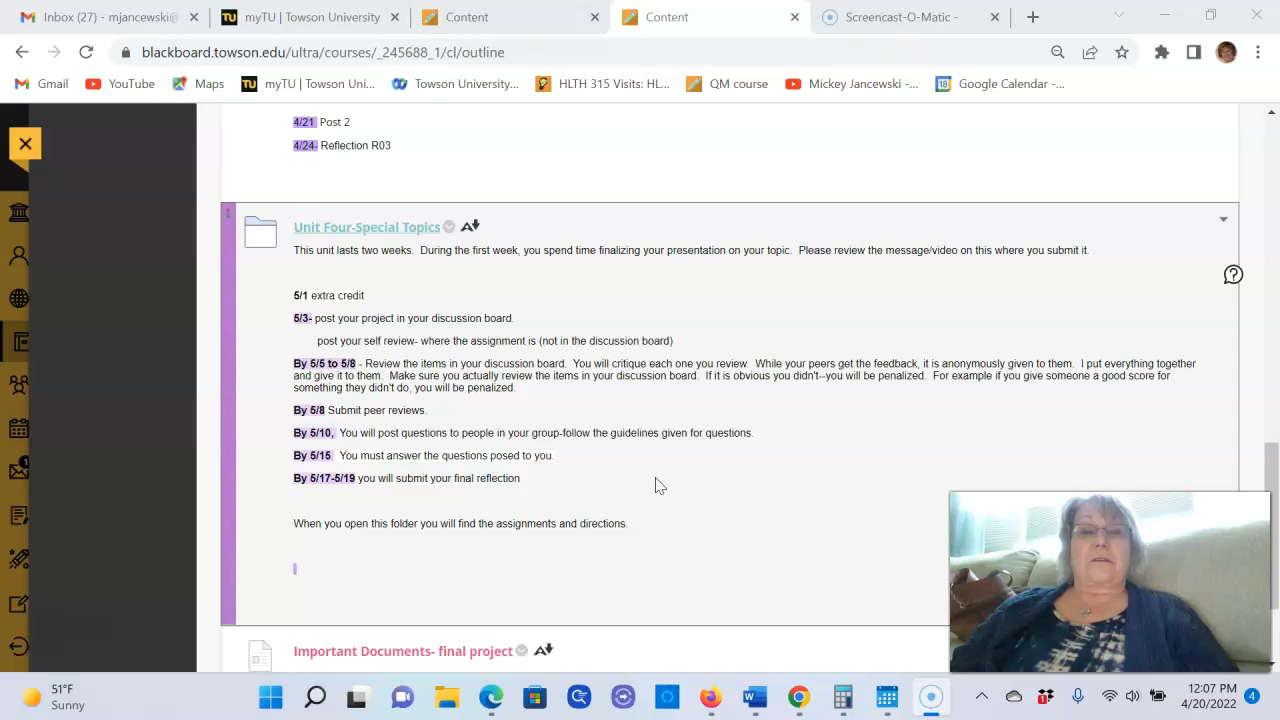 Inbox (27) - mjancewski@
myTU | Towson University
Content
Content
Screencast-O-Matic -
blackboard.towson.edu/ultra/courses/_245688_1/cl/outline
Gmail
YouTube
Maps
myTU | Towson Uni...
Towson University...
HLTH 315 Visits: HL...
QM course
Mickey Jancewski -...
Google Calendar -...
4/21 Post 2
4/24- Reflection R03
Unit Four-Special Topics
This unit lasts two weeks. During the first week, you spend time finalizing your presentation on your topic. Please review the message/video on this where you submit it.
5/1 extra credit
5/3- post your project in your discussion board.
post your self review- where the assignment is (not in the discussion board)
By 5/5 to 5/8 - Review the items in your discussion board. You will critique each one you review. While your peers get the feedback, it is anonymously given to them. I put everything together
and give it to them. Make sure you actually review the items in your discussion board. If it is obvious you didn't--you will be penalized. For example if you give someone a good score for
something they didn't do, you will be penalized.
By 5/8 Submit peer reviews.
By 5/10, You will post questions to people in your group-follow the guidelines given for questions.
By 5/15 You must answer the questions posed to you.
By 5/17-5/19 you will submit your final reflection
When you open this folder you will find the assignments and directions.
Important Documents- final project
51°F
Sunny
12:07 PM
4/20/2022